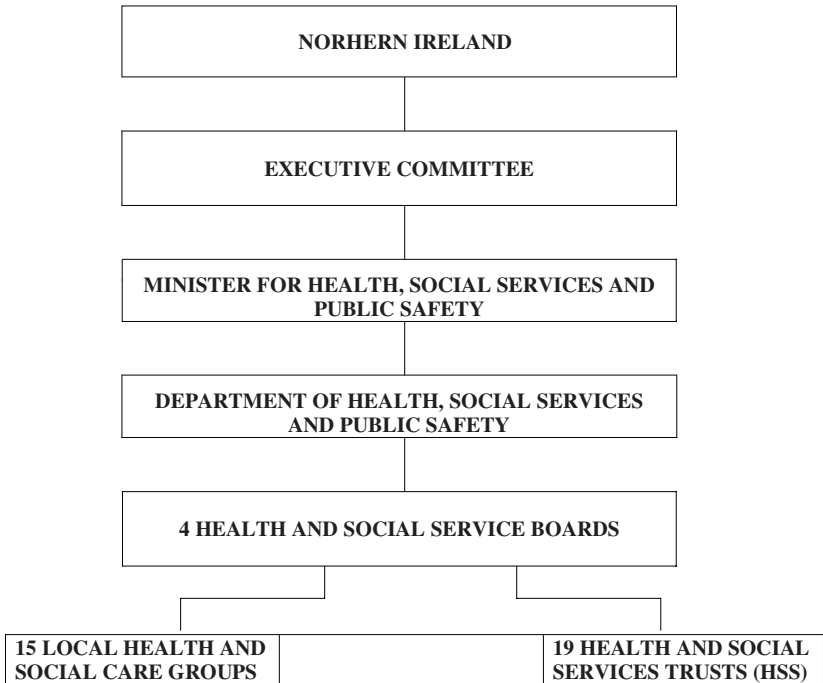 NORHERN IRELAND
EXECUTIVE COMMITTEE
MINISTER FOR HEALTH, SOCIAL SERVICES AND
PUBLIC SAFETY
DEPARTMENT OF HEALTH, SOCIAL SERVICES
AND PUBLIC SAFETY
4 HEALTH AND SOCIAL SERVICE BOARDS
15 LOCAL HEALTH AND
SOCIAL CARE GROUPS
19 HEALTH AND SOCIAL
SERVICES TRUSTS (HSS)